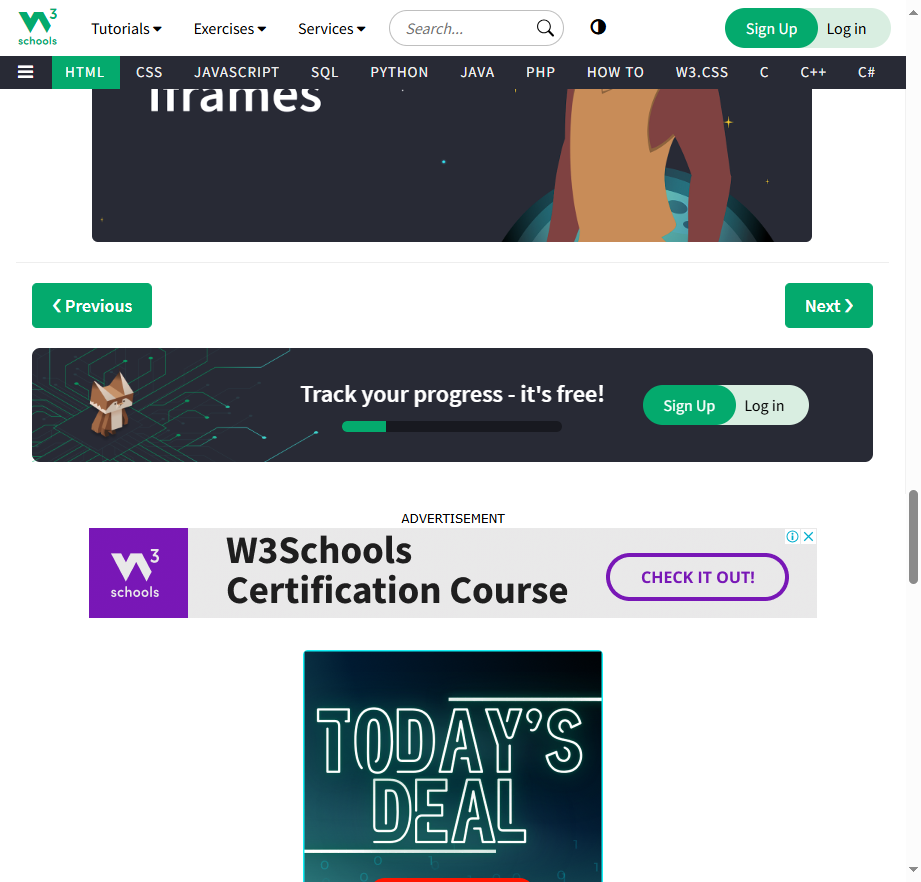 3
schools
Tutorials
Exercises
Services
Search...
Sign Up
Log in
HTML CSS JAVASCRIPT SQL PYTHON JAVA PHP HOW TO W3.CSS C C++ C#
iframes
❮ Previous
Next ❯
Track your progress - it's free!
Sign Up
Log in
ADVERTISEMENT
3
schools
W3Schools
Certification Course
CHECK IT OUT!
TODAY'S
DEAL